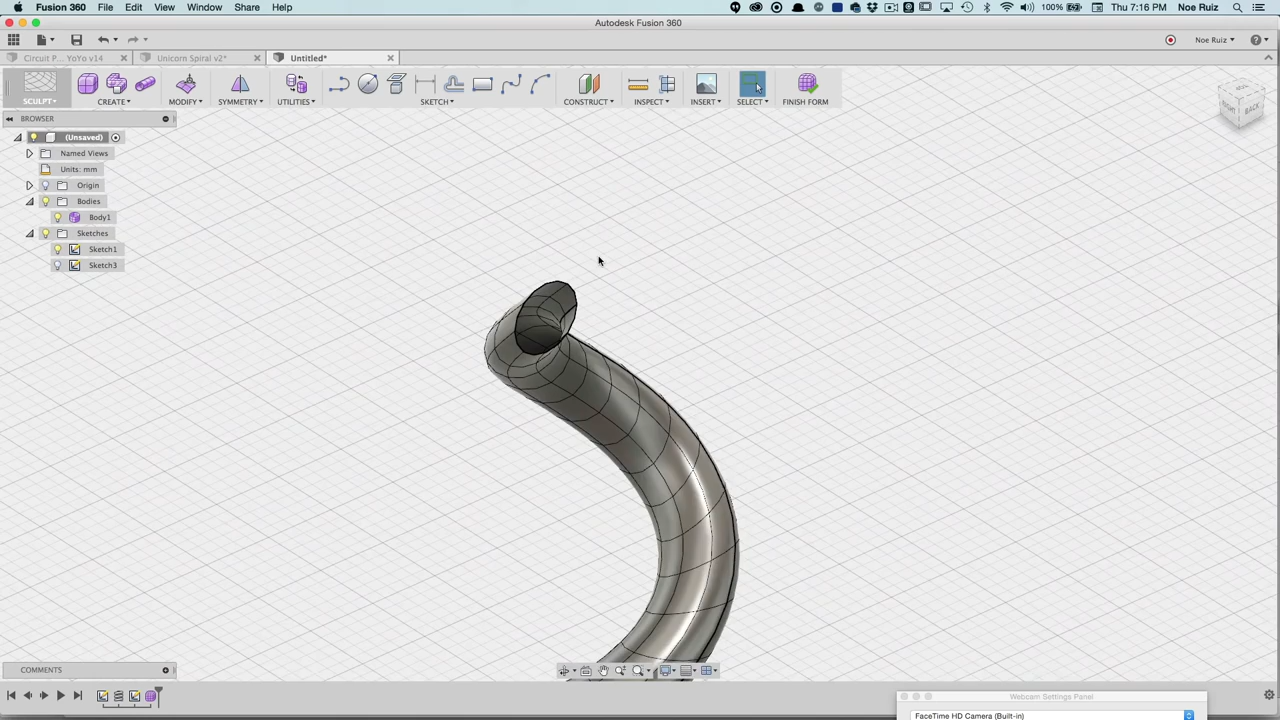 Fusion 360 File Edit View Window Share Help 100% Thu 7:16 PM Noe Ruiz
Autodesk Fusion 360
Noe Ruiz
Circuit P... YoYo v14 Unicorn Spiral v2* Untitled*
SCULPT CREATE MODIFY SYMMETRY UTILITIES SKETCH CONSTRUCT INSPECT INSERT SELECT FINISH FORM
BROWSER
(Unsaved)
Named Views
Units: mm
Origin
Bodies
Body1
Sketches
Sketch1
Sketch3
RIGHT BACK
COMMENTS
Webcam Settings Panel
FaceTime HD Camera (Built-in)